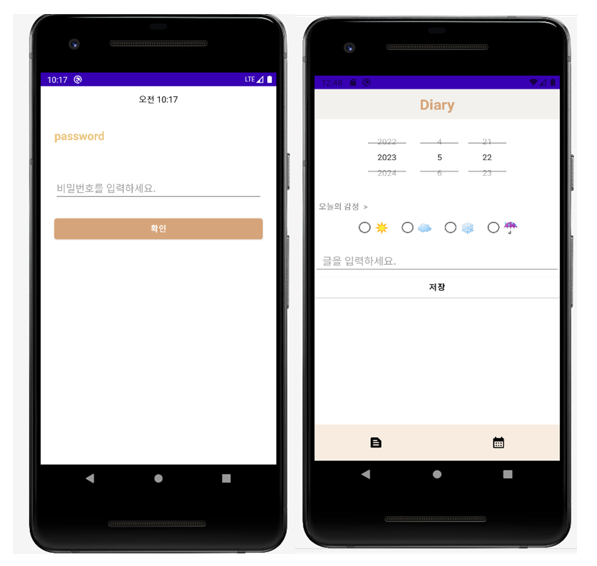 10:17 LTE
오전 10:17
password
비밀번호를 입력하세요.
확인
Diary
2022 4 21
2023 5 22
2024 6 23
오늘의 감정 >
글을 입력하세요.
저장